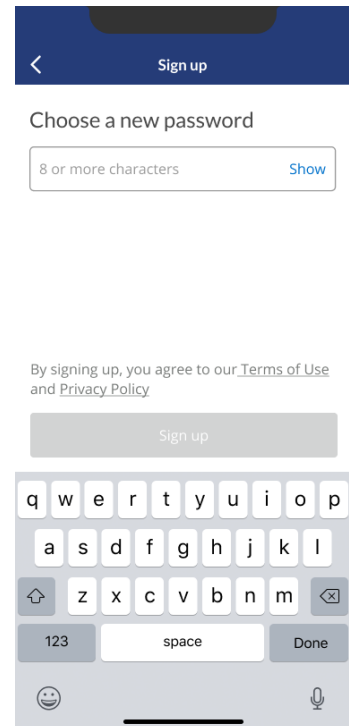 Sign up
Choose a new password
8 or more characters Show
By signing up, you agree to our Terms of Use
and Privacy Policy
Sign up
q w e r t y u i o p
a s d f g h j k l
z x c v b n m
123 space Done